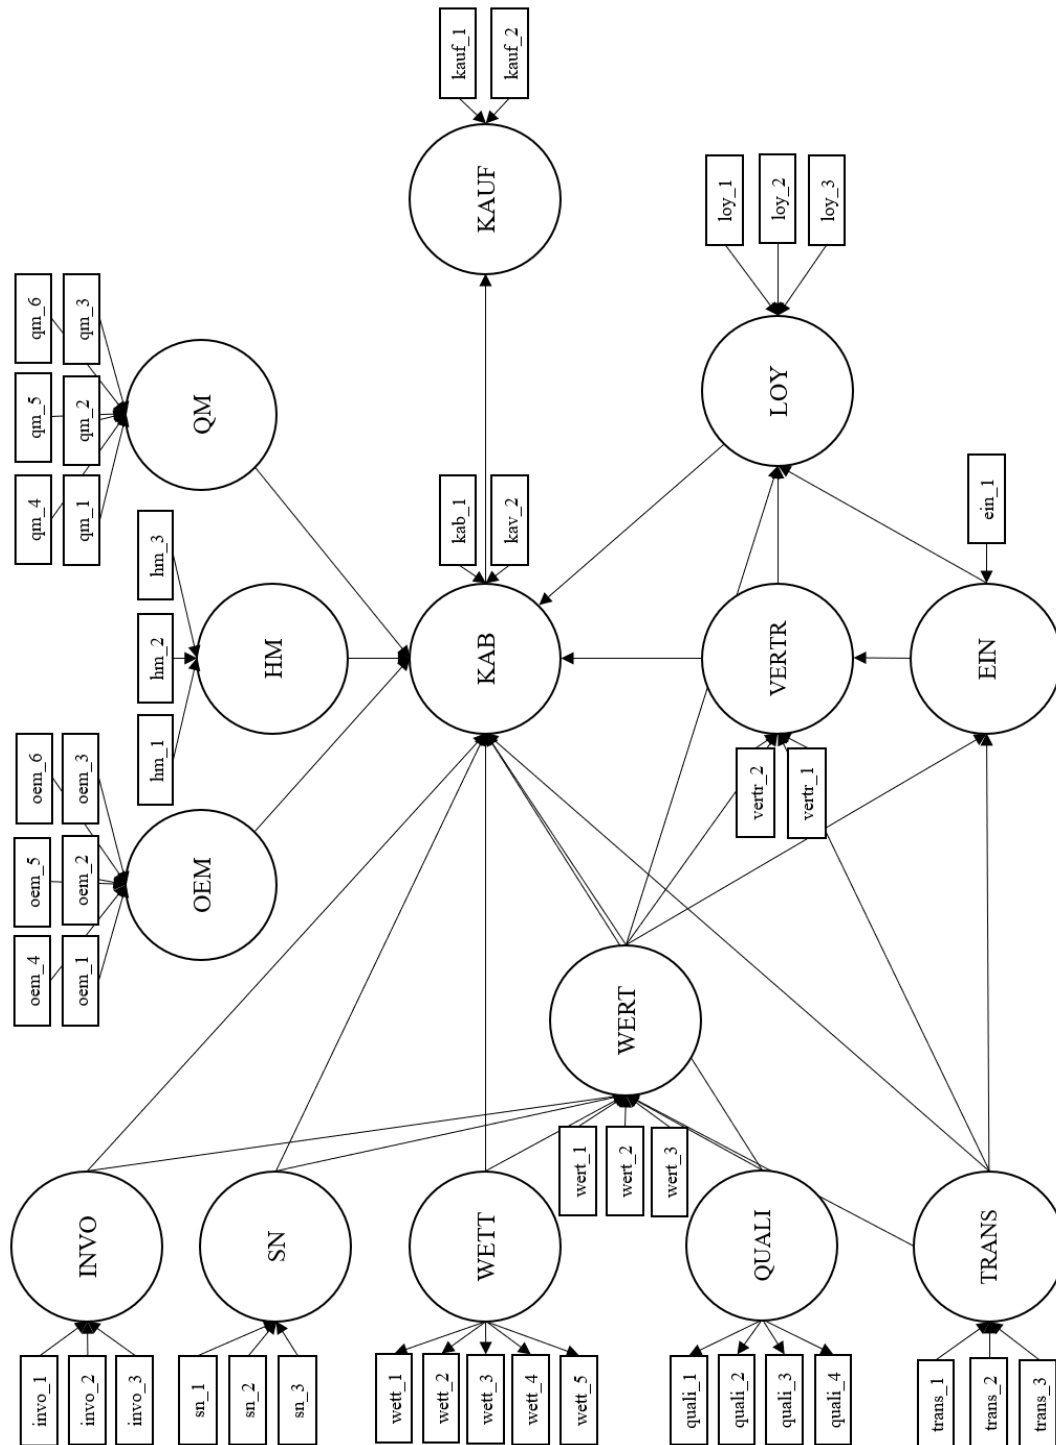 invo_1
invo_2
invo_3
sn_1
sn_2
sn_3
wett_1
wett_2
wett_3
wett_4
wett_5
quali_1
quali_2
quali_3
quali_4
trans_1
trans_2
trans_3
INVO
SN
WETT
QUALI
TRANS
wert_1
wert_2
wert_3
WERT
oem_4
oem_5
oem_6
oem_1
oem_2
oem_3
OEM
hm_1
hm_2
hm_3
HM
qm_4
qm_5
qm_6
qm_1
qm_2
qm_3
QM
kab_1
kav_2
KAB
vertr_2
vertr_1
VERTR
ein_1
EIN
loy_1
loy_2
loy_3
LOY
kauf_1
kauf_2
KAUF